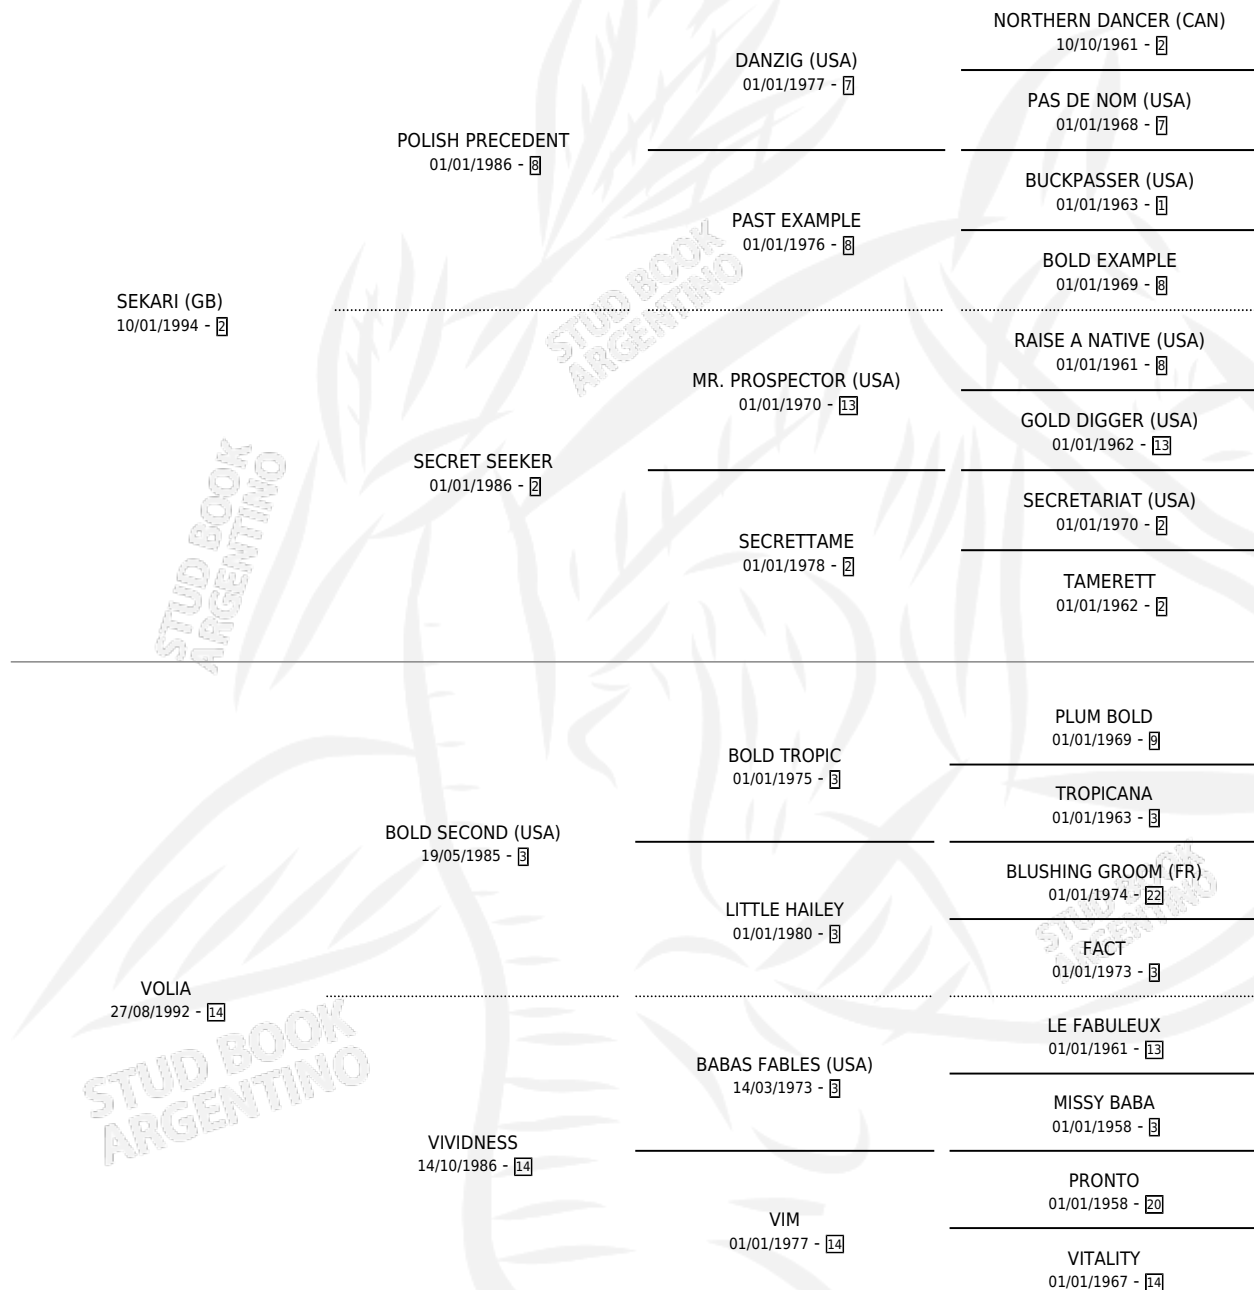 NORTHERN DANCER (CAN)
10/10/1961 - 2
DANZIG (USA)
01/01/1977 - 7
PAS DE NOM (USA)
01/01/1968 - 7
POLISH PRECEDENT
01/01/1986 - 8
BUCKPASSER (USA)
01/01/1963 - 1
PAST EXAMPLE
01/01/1976 - 8
BOLD EXAMPLE
01/01/1969 - 8
SEKARI (GB)
10/01/1994 - 2
RAISE A NATIVE (USA)
01/01/1961 - 8
MR. PROSPECTOR (USA)
01/01/1970 - 13
GOLD DIGGER (USA)
01/01/1962 - 13
SECRET SEEKER
01/01/1986 - 2
SECRETARIAT (USA)
01/01/1970 - 2
SECRETTAME
01/01/1978 - 2
TAMERETT
01/01/1962 - 2
PLUM BOLD
01/01/1969 - 9
BOLD TROPIC
01/01/1975 - 3
TROPICANA
01/01/1963 - 3
BOLD SECOND (USA)
19/05/1985 - 3
BLUSHING GROOM (FR)
01/01/1974 - 22
LITTLE HAILEY
01/01/1980 - 3
FACT
01/01/1973 - 3
VOLIA
27/08/1992 - 14
LE FABULEUX
01/01/1961 - 13
BABAS FABLES (USA)
14/03/1973 - 3
MISSY BABA
01/01/1958 - 3
VIVIDNESS
14/10/1986 - 14
PRONTO
01/01/1958 - 20
VIM
01/01/1977 - 14
VITALITY
01/01/1967 - 14
STUD BOOK
ARGENTINO
STUD BOOK
ARGENTINO
STUD BOOK
ARGENTINO
STUD BOOK
ARGENTINO